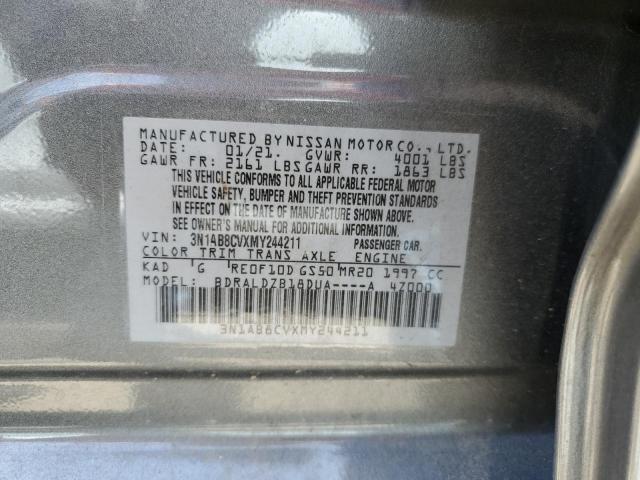 MANUFACTURED BY NISSAN MOTOR CO., LTD.
DATE: 01/21. GVWR: 4001 LBS
GAWR FR: 2161 LBS GAWR RR: 1863 LBS
THIS VEHICLE CONFORMS TO ALL APPLICABLE FEDERAL MOTOR
VEHICLE SAFETY, BUMPER AND THEFT PREVENTION STANDARDS
IN EFFECT ON THE DATE OF MANUFACTURE SHOWN ABOVE.
SEE OWNER'S MANUAL FOR ADDITIONAL INFORMATION.
VIN: 3N1AB8CVXMY244211 PASSENGER CAR.
COLOR TRIM TRANS AXLE ENGINE
KAD G RE0F10D GS50 MR20 1997 CC
MODEL: BDRALDZB18DUA----A 4Z000
3N1AB8CVXMY244211